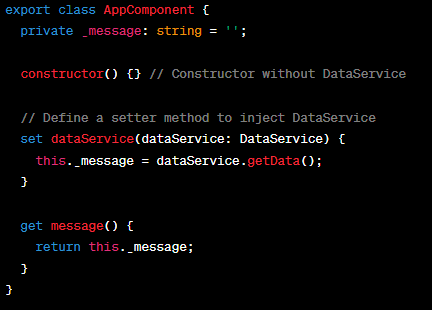 export class AppComponent {
  private _message: string = '';

  constructor() {} // Constructor without DataService

  // Define a setter method to inject DataService
  set dataService(dataService: DataService) {
    this._message = dataService.getData();
  }

  get message() {
    return this._message;
  }
}